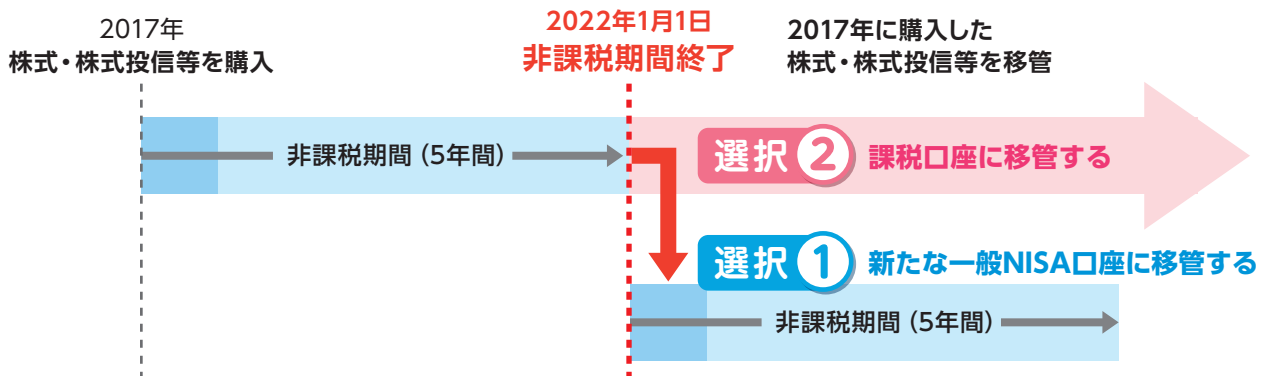 2017年
株式・株式投信等を購入
2022年1月1日
非課税期間終了
2017年に購入した
株式・株式投信等を移管
非課税期間（5年間）
選択 2 課税口座に移管する
選択 1 新たな一般NISA口座に移管する
非課税期間（5年間）